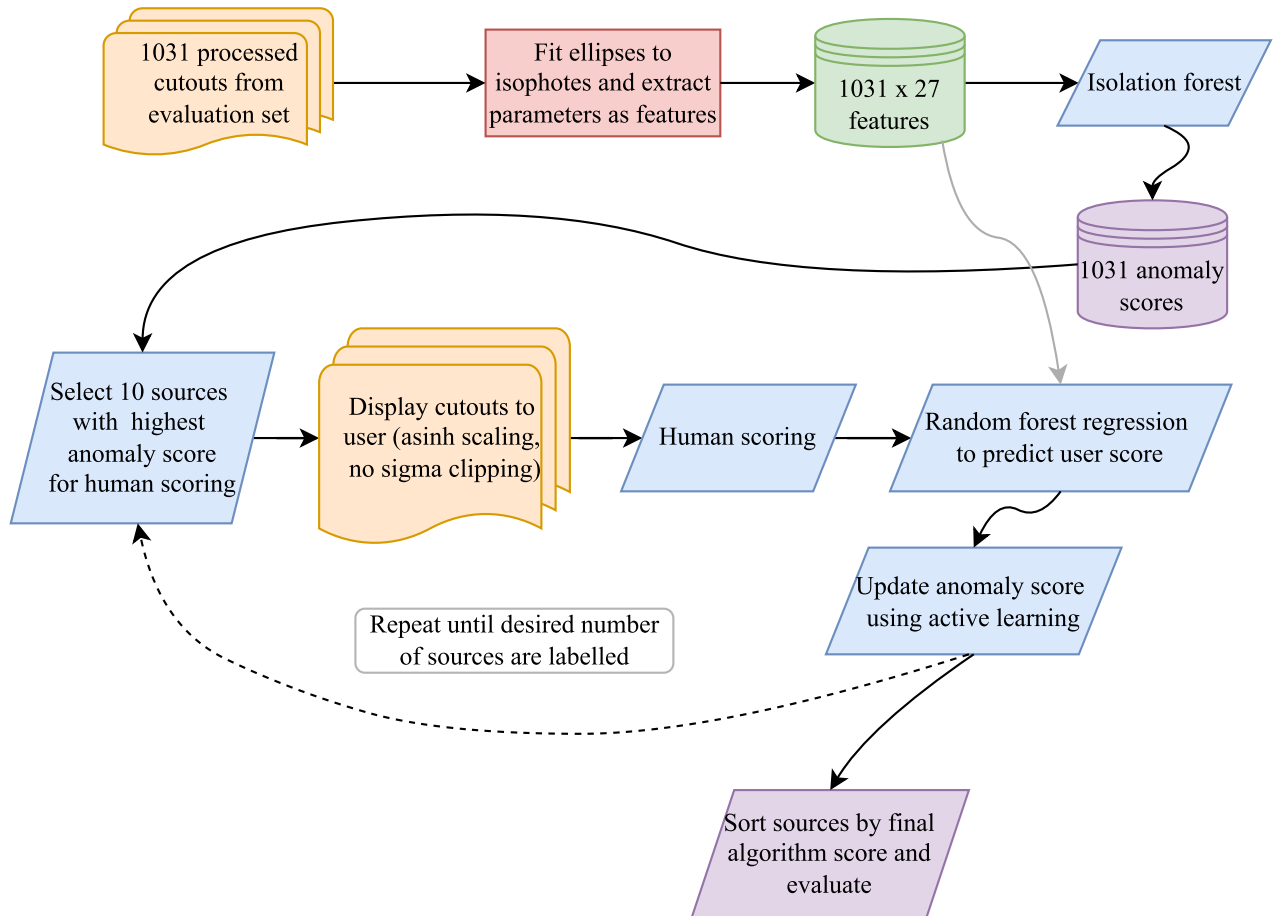 1031 processed
cutouts from
evaluation set
Fit ellipses to
isophotes and extract
parameters as features
1031 x 27
features
Isolation forest
1031 anomaly
scores
Select 10 sources
with highest
anomaly score
for human scoring
Display cutouts to
user (asinh scaling,
no sigma clipping)
Human scoring
Random forest regression
to predict user score
Update anomaly score
using active learning
Repeat until desired number
of sources are labelled
Sort sources by final
algorithm score and
evaluate